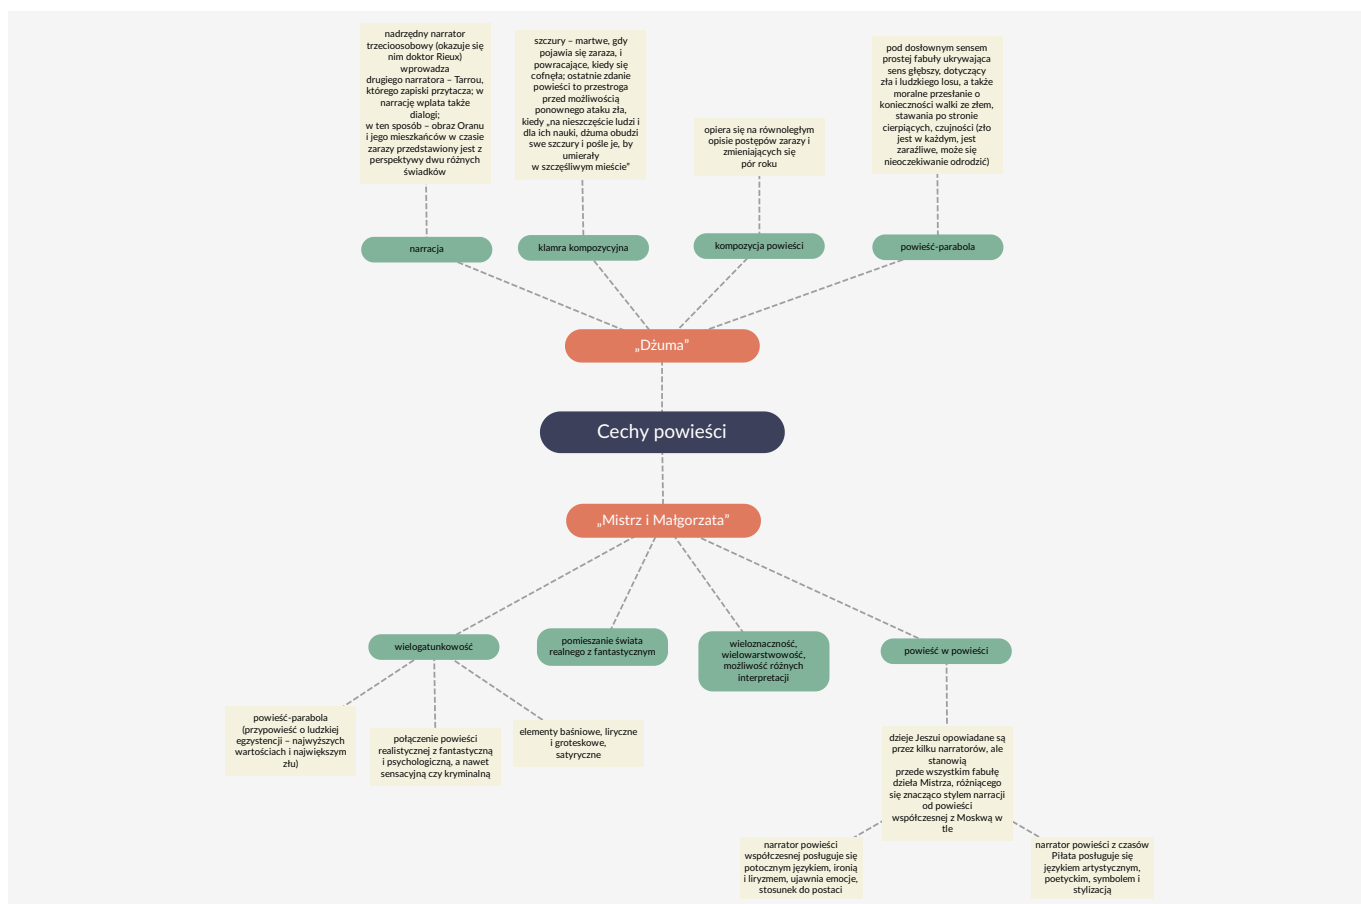 nadrzędny narrator
trzecioosobowy (okazuje się
nim doktor Rieux)
wprowadza
drugiego narratora – Tarrou,
którego zapiski przytacza; w
narrację wplata także
dialogi;
w ten sposób – obraz Oranu
i jego mieszkańców w czasie
zarazy przedstawiony jest z
perspektywy dwu różnych
świadków
szczury – martwe, gdy
pojawia się zaraza, i
powracające, kiedy się
cofnęła; ostatnie zdanie
powieści to przestroga
przed możliwością
ponownego ataku zła,
kiedy „na nieszczęście ludzi i
dla ich nauki, dżuma obudzi
swe szczury i pośle je, by
umierały
w szczęśliwym mieście”
opiera się na równoległym
opisie postępów zarazy i
zmieniających się
pór roku
pod dosłownym sensem
prostej fabuły ukrywająca
sens głębszy, dotyczący
zła i ludzkiego losu, a także
moralne przesłanie o
konieczności walki ze złem,
stawania po stronie
cierpiących, czujności (zło
jest w każdym, jest
zaraźliwe, może się
nieoczekiwanie odrodzić)
narracja
klamra kompozycyjna
kompozycja powieści
powieść-parabola
„Dżuma”
Cechy powieści
„Mistrz i Małgorzata”
wielogatunkowość
pomieszanie świata
realnego z fantastycznym
wieloznaczność,
wielowarstwowość,
możliwość różnych
interpretacji
powieść w powieści
powieść-parabola
(przypowieść o ludzkiej
egzystencji – najwyższych
wartościach i największym
złu)
połączenie powieści
realistycznej z fantastyczną
i psychologiczną, a nawet
sensacyjną czy kryminalną
elementy baśniowe, liryczne
i groteskowe,
satyryczne
dzieje Jeszui opowiadane są
przez kilku narratorów, ale
stanowią
przede wszystkim fabułę
dzieła Mistrza, różniącego
się znacząco stylem narracji
od powieści
współczesnej z Moskwą w
tle
narrator powieści
współczesnej posługuje się
potocznym językiem, ironią
i liryzmem, ujawnia emocje,
stosunek do postaci
narrator powieści z czasów
Piłata posługuje się
językiem artystycznym,
poetyckim, symbolem i
stylizacją